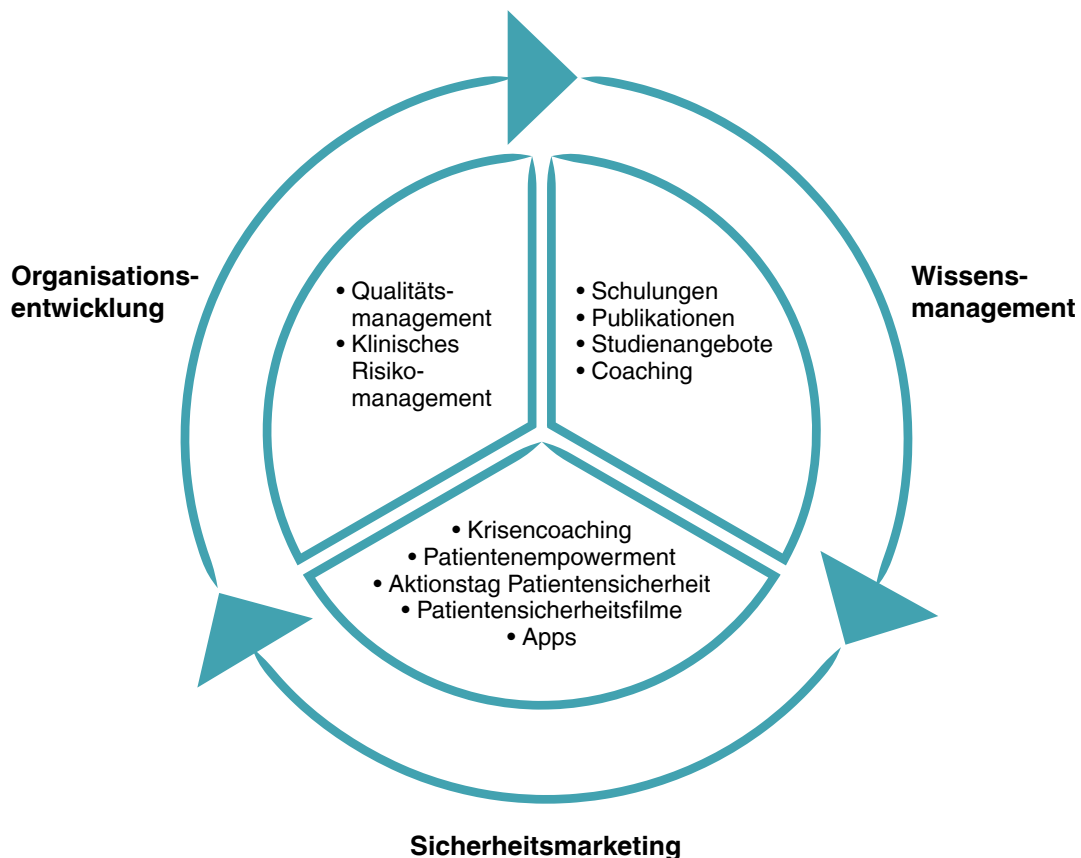 Organisations-
entwicklung
• Qualitäts-
management
• Klinisches
Risiko-
management
• Schulungen
• Publikationen
• Studienangebote
• Coaching
Wissens-
management
• Krisencoaching
• Patientenempowerment
• Aktionstag Patientensicherheit
• Patientensicherheitsfilme
• Apps
Sicherheitsmarketing